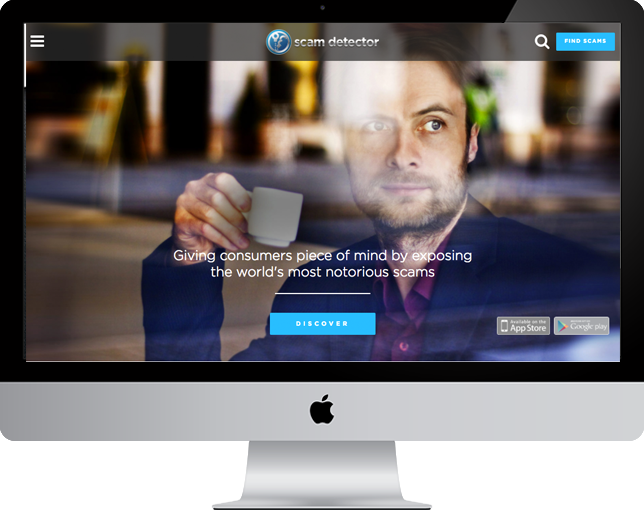 scam detector
FIND SCAMS
Giving consumers piece of mind by exposing
the world's most notorious scams
DISCOVER
Available on the
App Store
Google play